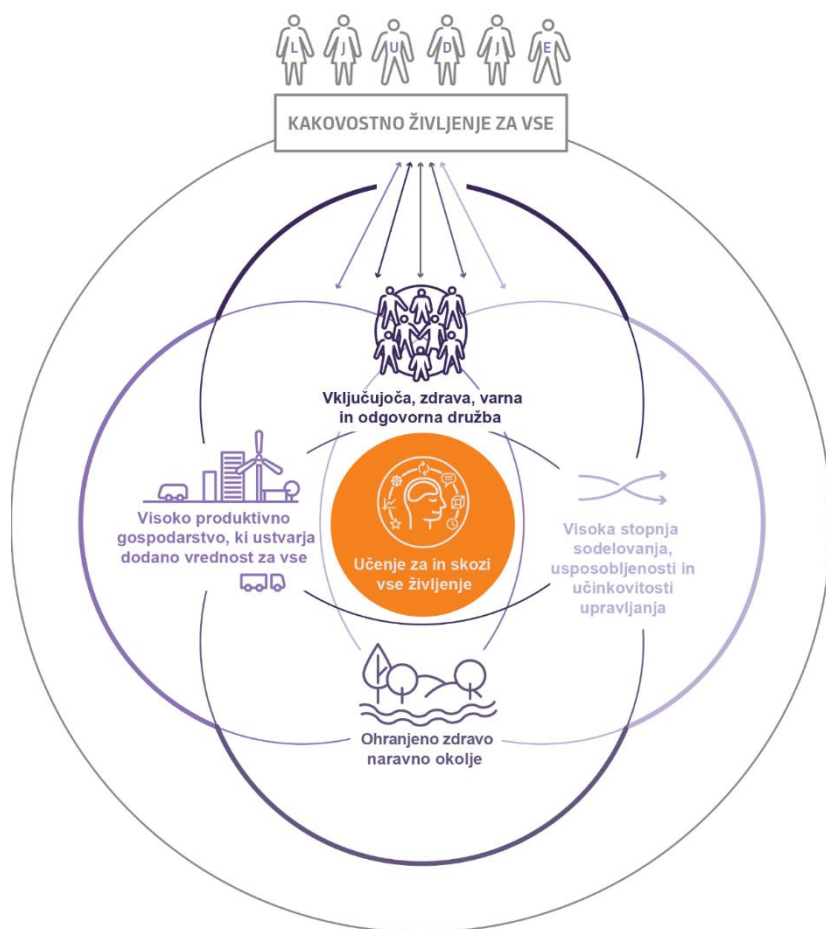 L J U D J E
KAKOVOSTNO ŽIVLJENJE ZA VSE
Vključujoča, zdrava, varna
in odgovorna družba
Visoko produktivno
gospodarstvo, ki ustvarja
dodano vrednost za vse
Učenje za in skozi
vse življenje
Visoka stopnja
sodelovanja,
usposobljenosti in
učinkovitosti
upravljanja
Ohranjeno zdravo
naravno okolje